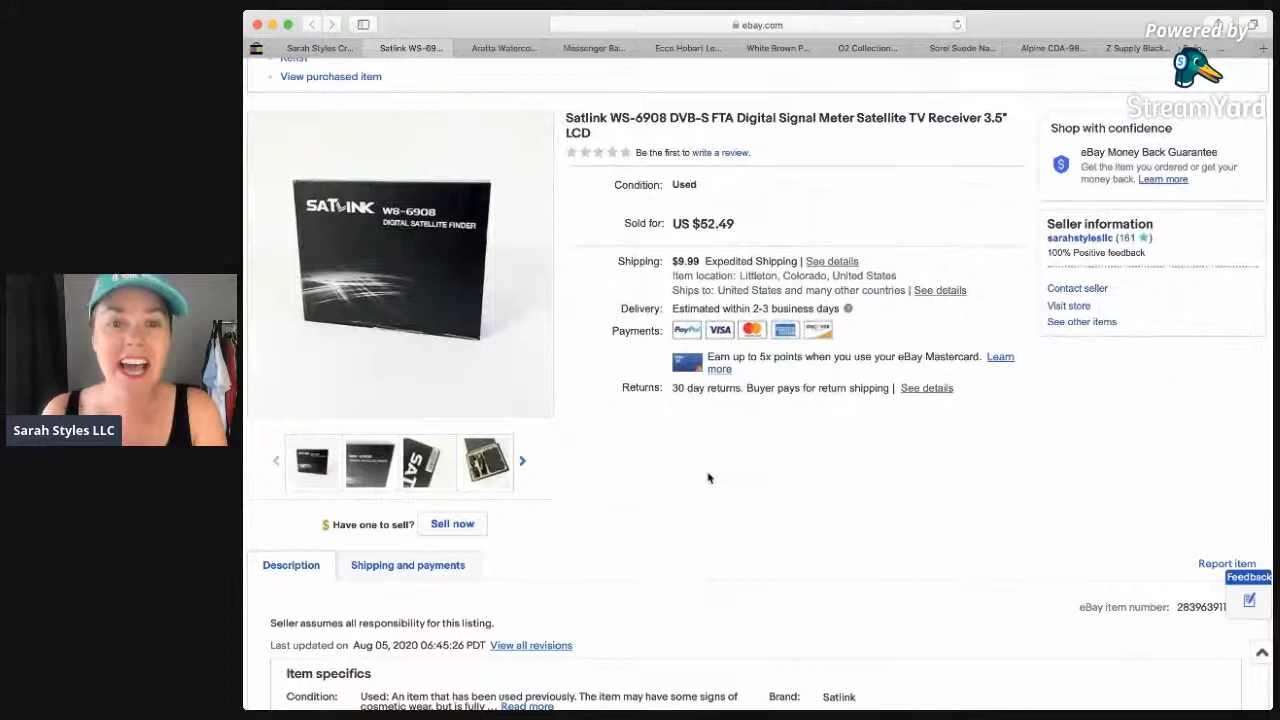 ebay.com
Powered by
StreamYard
Sarah Styles Cr...
Satlink WS-69...
Aratta Waterco...
Messenger Ba...
Ecco Hobart Le...
White Brown P...
O2 Collection...
Sorel Suede Na...
Alpine CDA-98...
Z Supply Black...
Relist
View purchased item
Satlink WS-6908 DVB-S FTA Digital Signal Meter Satellite TV Receiver 3.5"
LCD
Be the first to write a review.
Condition: Used
Sold for: US $52.49
Shipping: $9.99 Expedited Shipping | See details
Item location: Littleton, Colorado, United States
Ships to: United States and many other countries | See details
Delivery: Estimated within 2-3 business days
Payments: PayPal VISA DISCOVER
Earn up to 5x points when you use your eBay Mastercard. Learn
more
Returns: 30 day returns. Buyer pays for return shipping | See details
Shop with confidence
eBay Money Back Guarantee
Get the item you ordered or get your
money back. Learn more
Seller information
sarahstylesllc (161)
100% Positive feedback
Contact seller
Visit store
See other items
SATLINK WS-6908
DIGITAL SATELLITE FINDER
SAT
Sarah Styles LLC
$ Have one to sell? Sell now
Description
Shipping and payments
Report item
Feedback
eBay item number: 283963911
Seller assumes all responsibility for this listing.
Last updated on Aug 05, 2020 06:45:26 PDT View all revisions
Item specifics
Condition: Used: An item that has been used previously. The item may have some signs of
cosmetic wear, but is fully ... Read more
Brand: Satlink